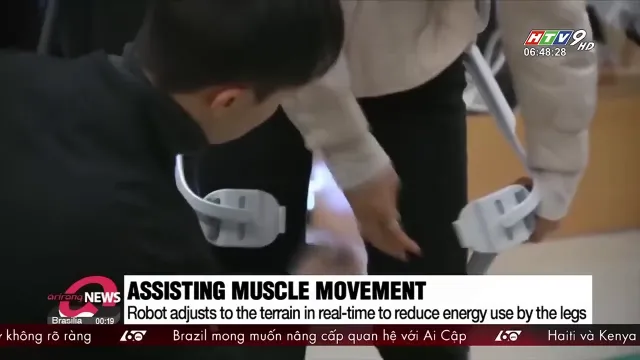 HTV9 HD
06:48:28
ASSISTING MUSCLE MOVEMENT
arirang NEWS
Robot adjusts to the terrain in real-time to reduce energy use by the legs
Brasilia 00:19
không rõ ràng 60 Brazil mong muốn nâng cấp quan hệ với Ai Cập 60 Haiti và Kenya